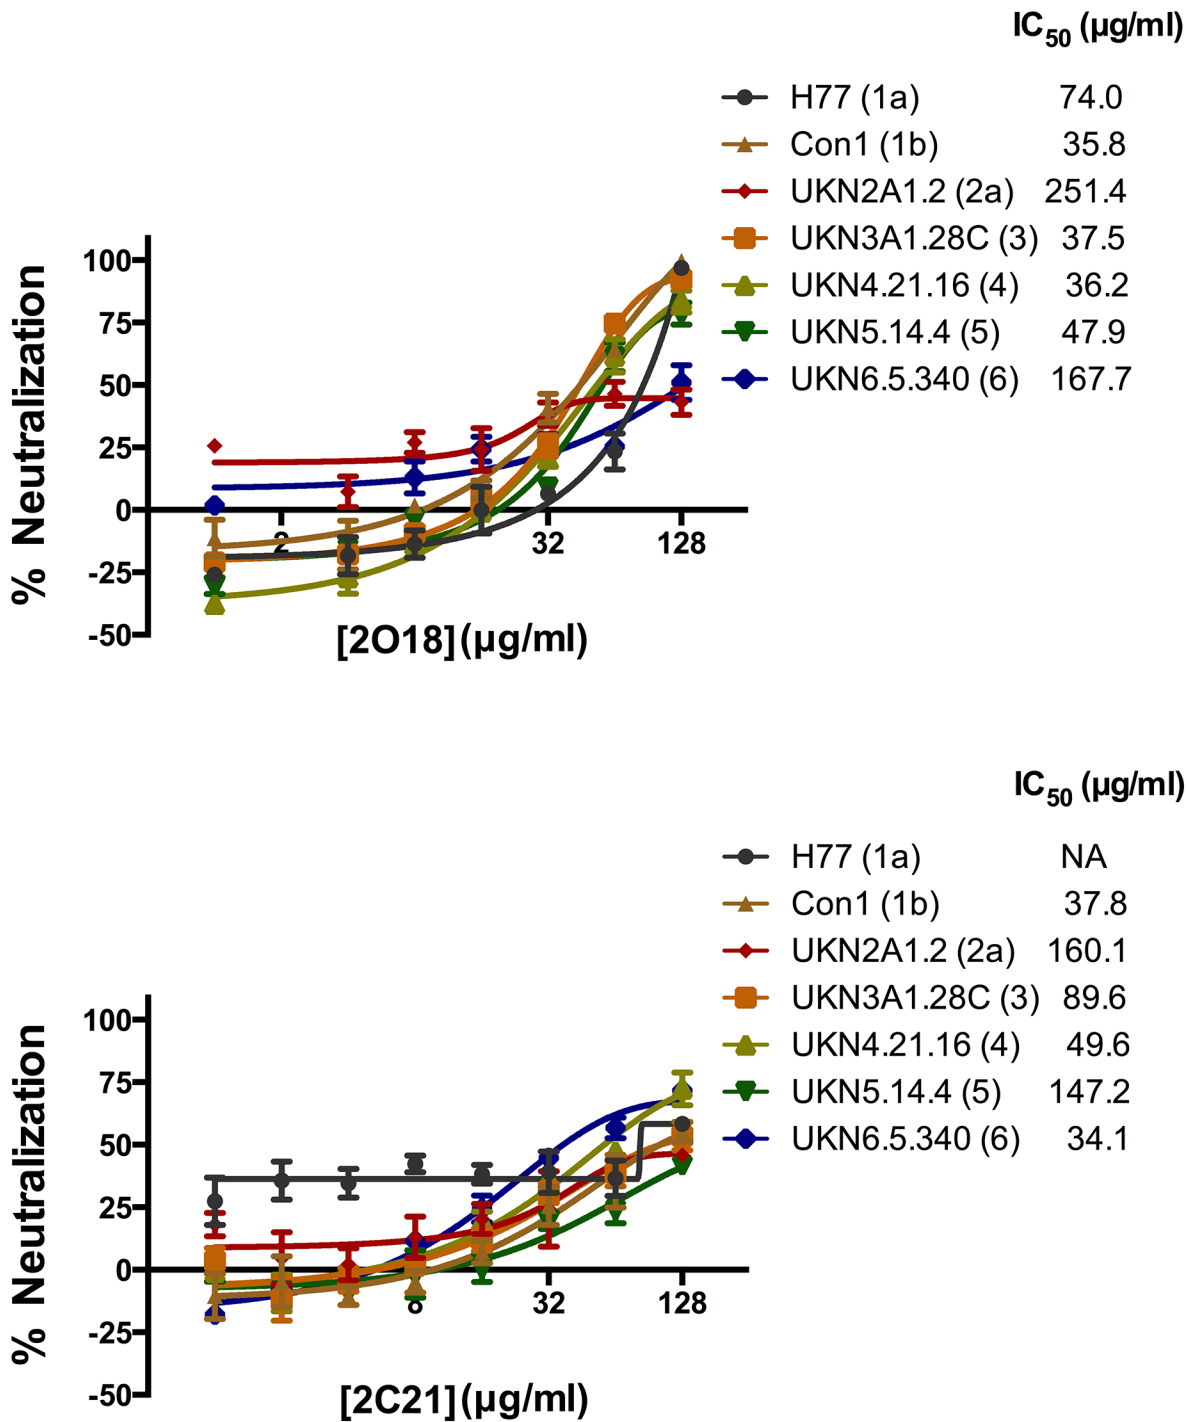 IC50 (µg/ml)
H77 (1a) 74.0
Con1 (1b) 35.8
UKN2A1.2 (2a) 251.4
UKN3A1.28C (3) 37.5
UKN4.21.16 (4) 36.2
UKN5.14.4 (5) 47.9
UKN6.5.340 (6) 167.7
% Neutralization
100
75
50
25
0
-25
-50
2 32 128
[2O18] (µg/ml)
IC50 (µg/ml)
H77 (1a) NA
Con1 (1b) 37.8
UKN2A1.2 (2a) 160.1
UKN3A1.28C (3) 89.6
UKN4.21.16 (4) 49.6
UKN5.14.4 (5) 147.2
UKN6.5.340 (6) 34.1
% Neutralization
100
75
50
25
0
-25
-50
8 32 128
[2C21] (µg/ml)